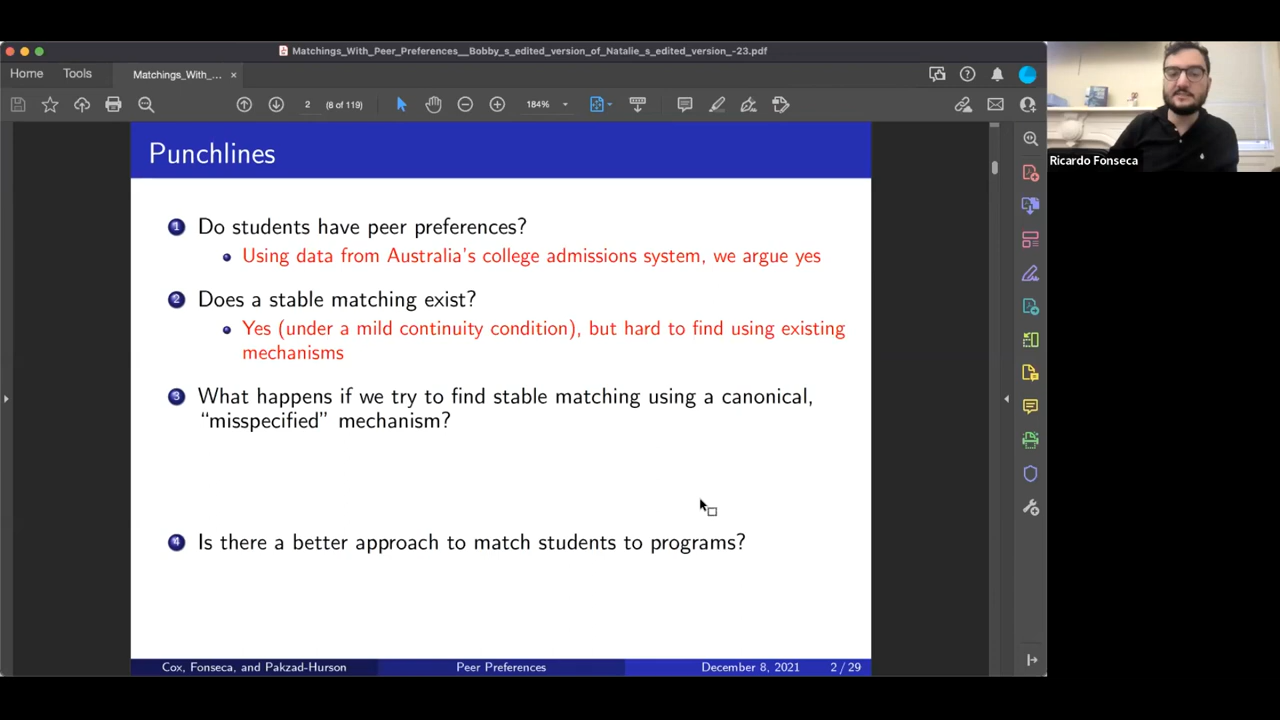 Matchings_With_Peer_Preferences__Bobby_s_edited_version_of_Natalie_s_edited_version_-23.pdf
Home
Tools
Matchings_With_...
×
2
(8 of 119)
184%
Ricardo Fonseca
Punchlines
1 Do students have peer preferences?
Using data from Australia's college admissions system, we argue yes
2 Does a stable matching exist?
Yes (under a mild continuity condition), but hard to find using existing
mechanisms
3 What happens if we try to find stable matching using a canonical,
“misspecified” mechanism?
4 Is there a better approach to match students to programs?
Cox, Fonseca, and Pakzad-Hurson
Peer Preferences
December 8, 2021
2 / 29